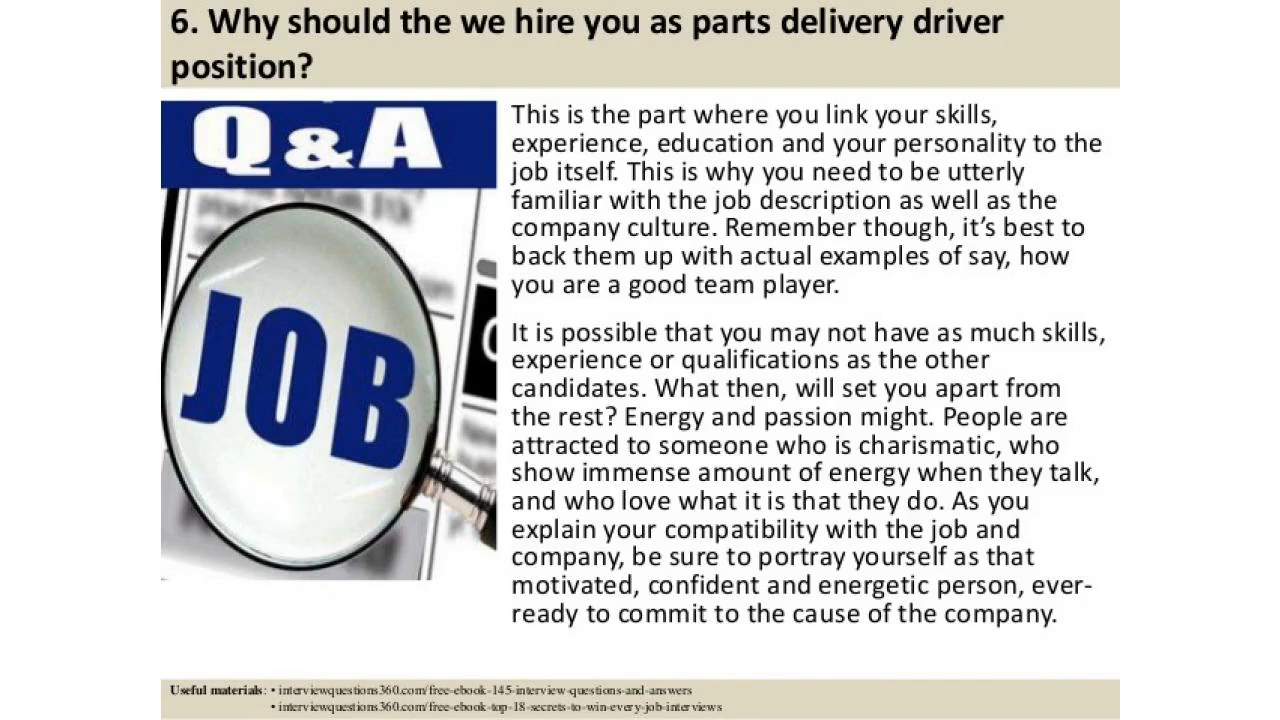 6. Why should the we hire you as parts delivery driver
position?
Q&A
JOB
This is the part where you link your skills,
experience, education and your personality to the
job itself. This is why you need to be utterly
familiar with the job description as well as the
company culture. Remember though, it’s best to
back them up with actual examples of say, how
you are a good team player.
It is possible that you may not have as much skills,
experience or qualifications as the other
candidates. What then, will set you apart from
the rest? Energy and passion might. People are
attracted to someone who is charismatic, who
show immense amount of energy when they talk,
and who love what it is that they do. As you
explain your compatibility with the job and
company, be sure to portray yourself as that
motivated, confident and energetic person, ever-
ready to commit to the cause of the company.
Useful materials: • interviewquestions360.com/free-ebook-145-interview-questions-and-answers
• interviewquestions360.com/free-ebook-top-18-secrets-to-win-every-job-interviews